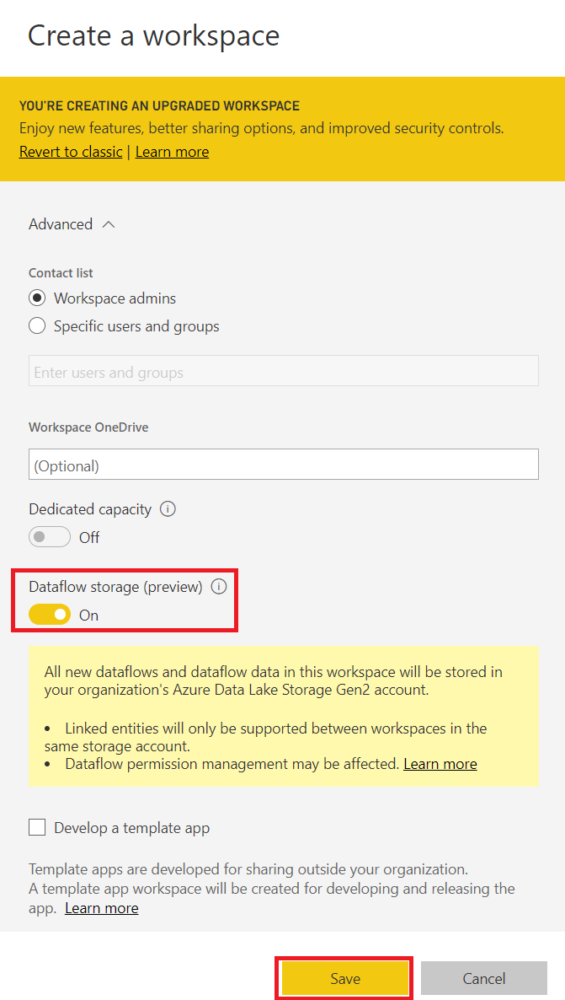 Create a workspace
YOU'RE CREATING AN UPGRADED WORKSPACE
Enjoy new features, better sharing options, and improved security controls.
Revert to classic | Learn more
Advanced
Contact list
Workspace admins
Specific users and groups
Enter users and groups
Workspace OneDrive
(Optional)
Dedicated capacity
Off
Dataflow storage (preview)
On
All new dataflows and dataflow data in this workspace will be stored in
your organization's Azure Data Lake Storage Gen2 account.
• Linked entities will only be supported between workspaces in the
same storage account.
• Dataflow permission management may be affected. Learn more
Develop a template app
Template apps are developed for sharing outside your organization.
A template app workspace will be created for developing and releasing the
app. Learn more
Save Cancel